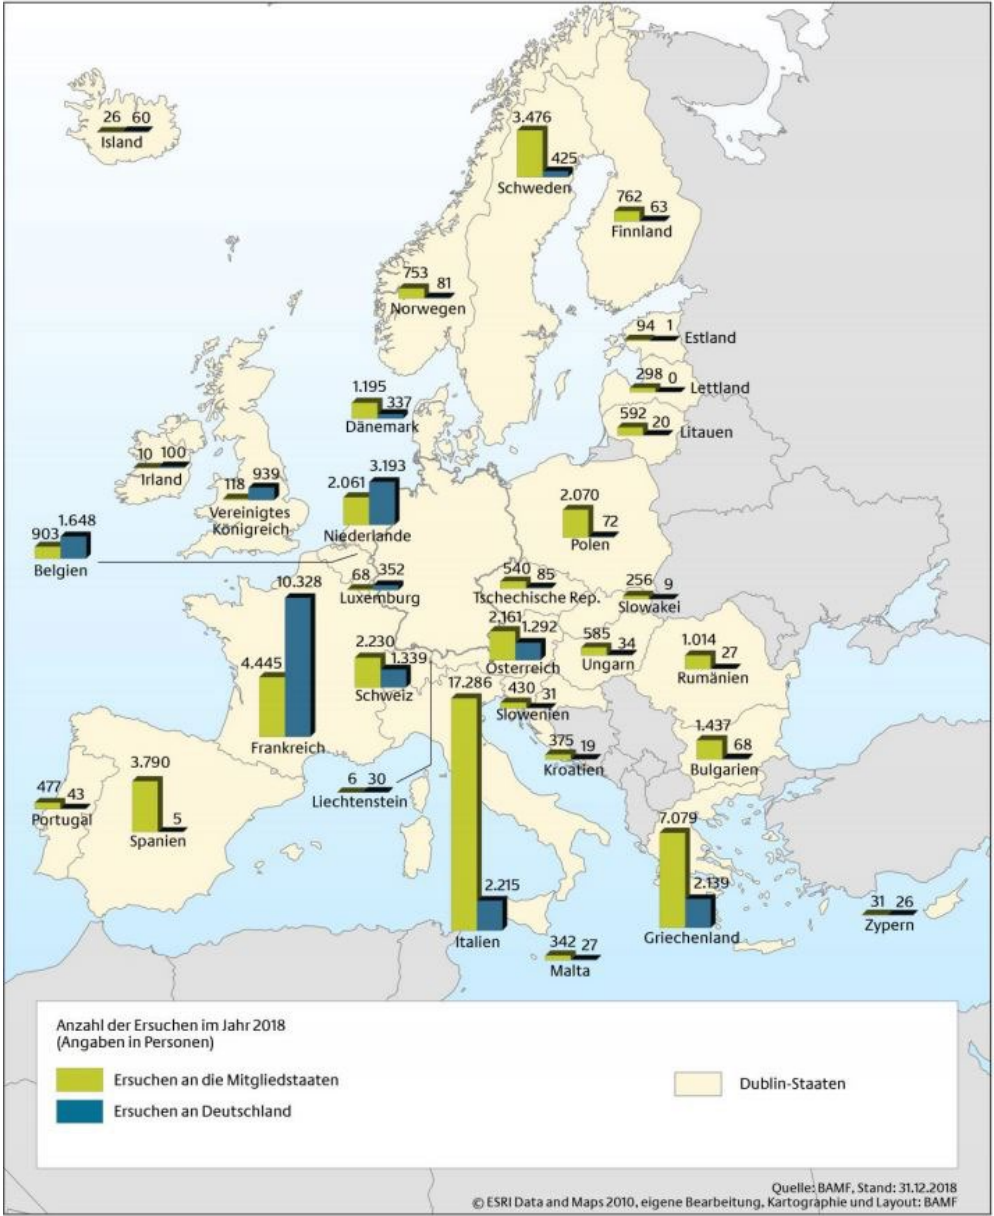 26 60
Island
3.476
425
Schweden
762 63
Finnland
753 81
Norwegen
94 1
Estland
298 0
Lettland
592 20
Litauen
1.195
337
Dänemark
10 100
Irland
118 939
Vereinigtes
Königreich
2.061 3.193
Niederlande
2.070
72
Polen
903 1.648
Belgien
68 352
Luxemburg
540 85
Tschechische Rep.
256 9
Slowakei
10.328
4.445
Frankreich
2.230
1.339
Schweiz
2.161 1.292
Österreich
585 34
Ungarn
1.014
27
Rumänien
17.286
2.215
Italien
430 31
Slowenien
375 19
Kroatien
1.437
68
Bulgarien
6 30
Liechtenstein
477 43
Portugal
3.790
5
Spanien
7.079
2.139
Griechenland
31 26
Zypern
342 27
Malta
Anzahl der Ersuchen im Jahr 2018
(Angaben in Personen)
Ersuchen an die Mitgliedstaaten
Ersuchen an Deutschland
Dublin-Staaten
Quelle: BAMF, Stand: 31.12.2018
© ESRI Data and Maps 2010, eigene Bearbeitung, Kartographie und Layout: BAMF